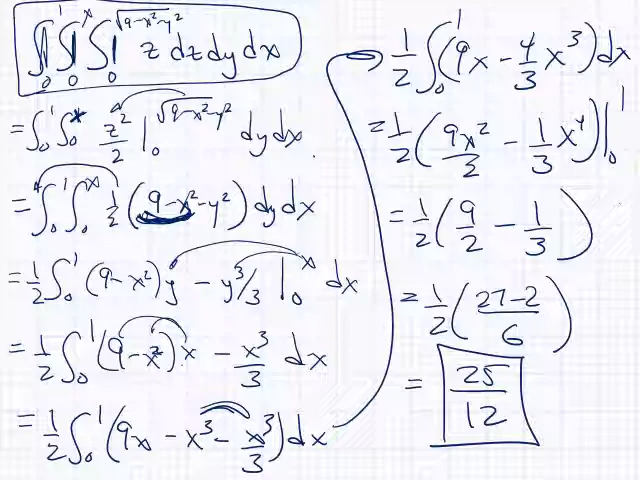 ∫₀¹ ∫₀ˣ ∫₀^√(9-x²-y²) z dz dy dx
= ∫₀¹ ∫₀ˣ z²/2 |₀^√(9-x²-y²) dy dx
= ∫₀¹ ∫₀ˣ 1/2 (9-x²-y²) dy dx
= 1/2 ∫₀¹ (9-x²)y - y³/3 |₀ˣ dx
= 1/2 ∫₀¹ (9-x²)x - x³/3 dx
= 1/2 ∫₀¹ (9x - x³ - x³/3) dx
1/2 ∫₀¹ (9x - 4/3 x³) dx
= 1/2 (9x²/2 - 1/3 x⁴) |₀¹
= 1/2 (9/2 - 1/3)
= 1/2 (27-2/6)
= 25/12